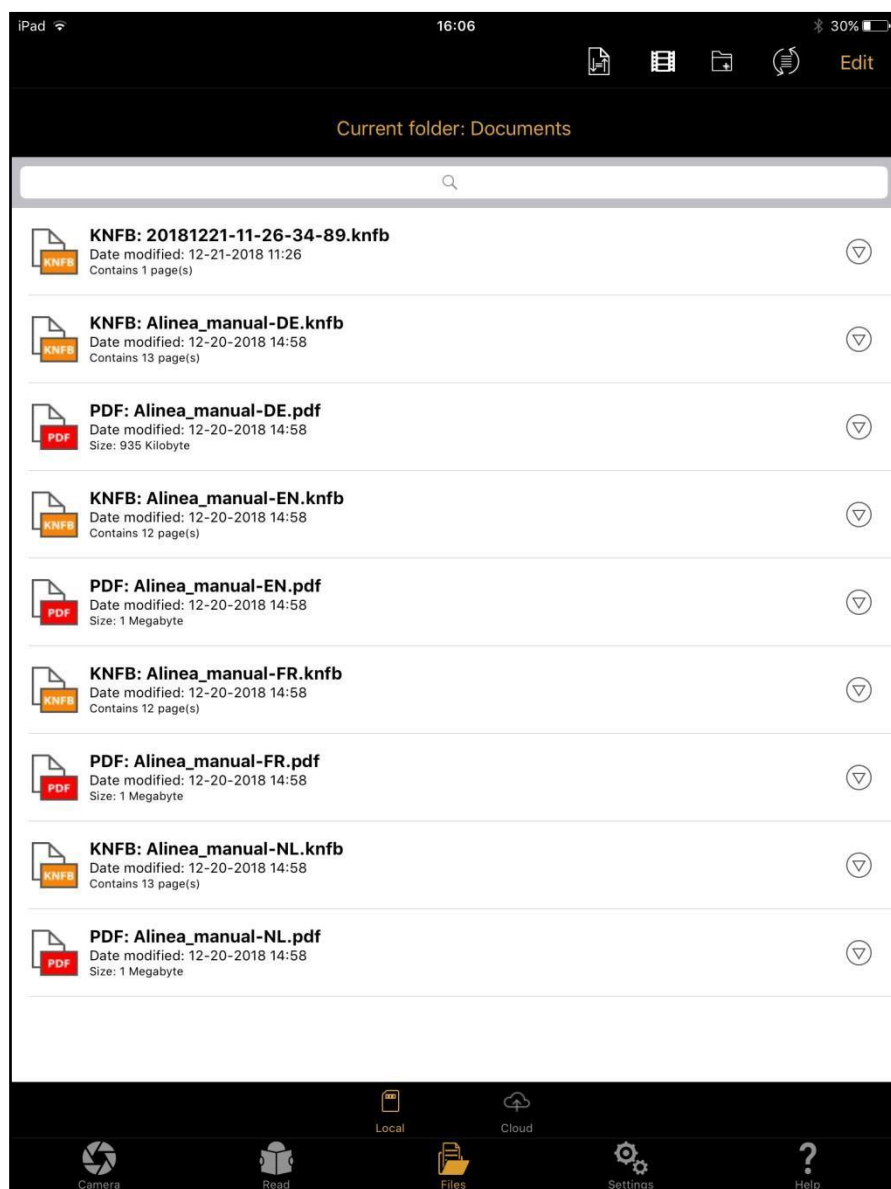 iPad 16:06 30%
Edit
Current folder: Documents
KNFB: 20181221-11-26-34-89.knfb
Date modified: 12-21-2018 11:26
Contains 1 page(s)
KNFB
KNFB: Alinea_manual-DE.knfb
Date modified: 12-20-2018 14:58
Contains 13 page(s)
KNFB
PDF: Alinea_manual-DE.pdf
Date modified: 12-20-2018 14:58
Size: 935 Kilobyte
PDF
KNFB: Alinea_manual-EN.knfb
Date modified: 12-20-2018 14:58
Contains 12 page(s)
KNFB
PDF: Alinea_manual-EN.pdf
Date modified: 12-20-2018 14:58
Size: 1 Megabyte
PDF
KNFB: Alinea_manual-FR.knfb
Date modified: 12-20-2018 14:58
Contains 12 page(s)
KNFB
PDF: Alinea_manual-FR.pdf
Date modified: 12-20-2018 14:58
Size: 1 Megabyte
PDF
KNFB: Alinea_manual-NL.knfb
Date modified: 12-20-2018 14:58
Contains 13 page(s)
KNFB
PDF: Alinea_manual-NL.pdf
Date modified: 12-20-2018 14:58
Size: 1 Megabyte
PDF
Local Cloud
Camera Read Files Settings Help